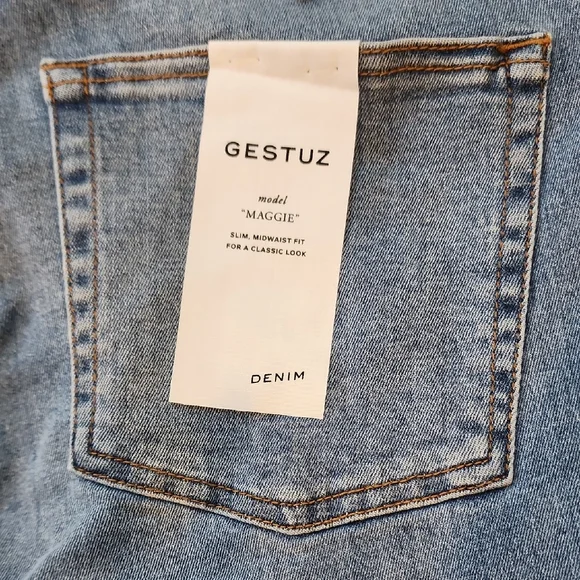 GESTUZ
model
"MAGGIE"
SLIM, MIDWAIST FIT
FOR A CLASSIC LOOK
DENIM